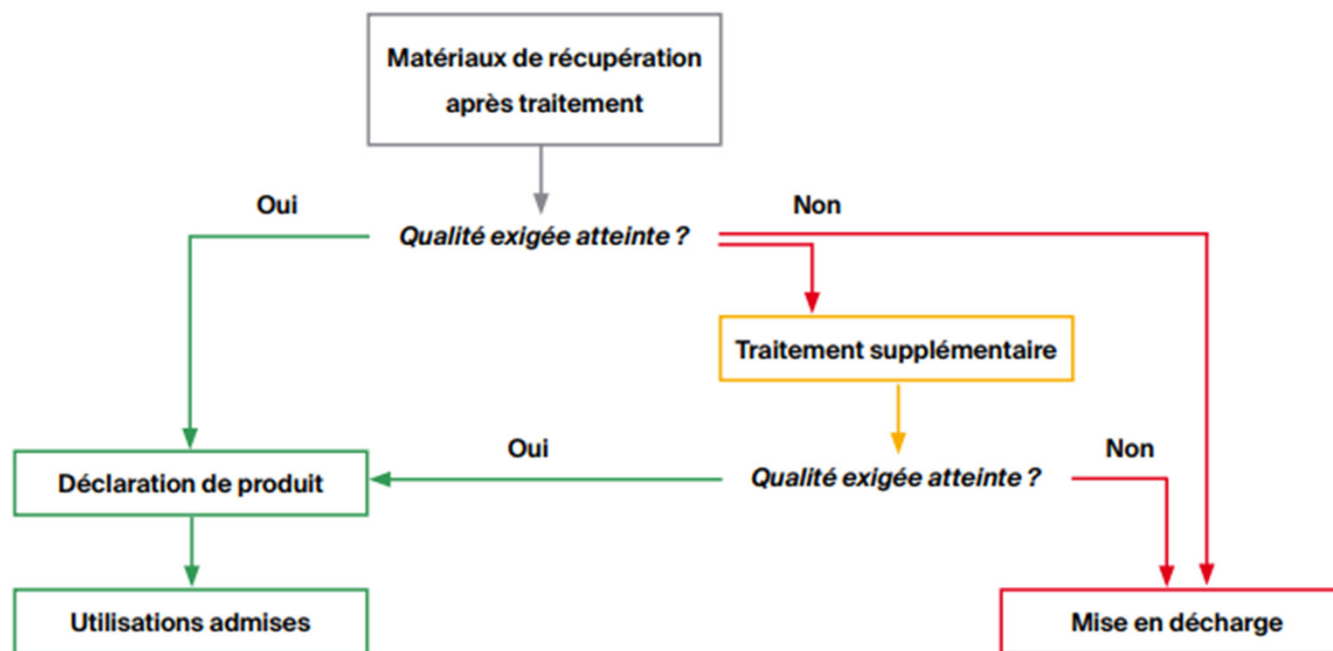 Matériaux de récupération
après traitement
Oui
Non
Qualité exigée atteinte ?
Traitement supplémentaire
Oui
Non
Déclaration de produit
Qualité exigée atteinte ?
Utilisations admises
Mise en décharge